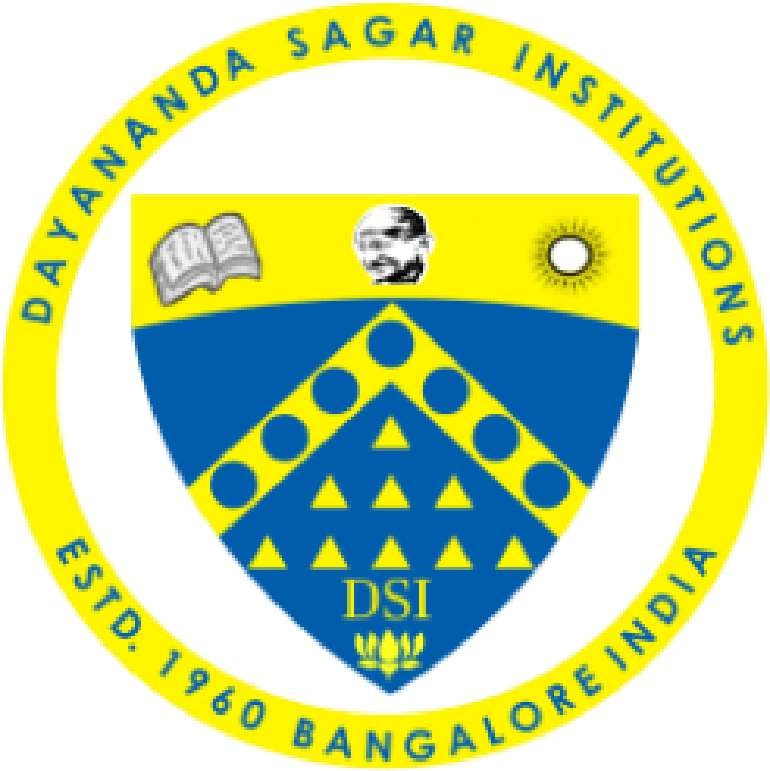 DAYANANDA SAGAR INSTITUTIONS
DSI
ESTD. 1960 BANGALORE INDIA